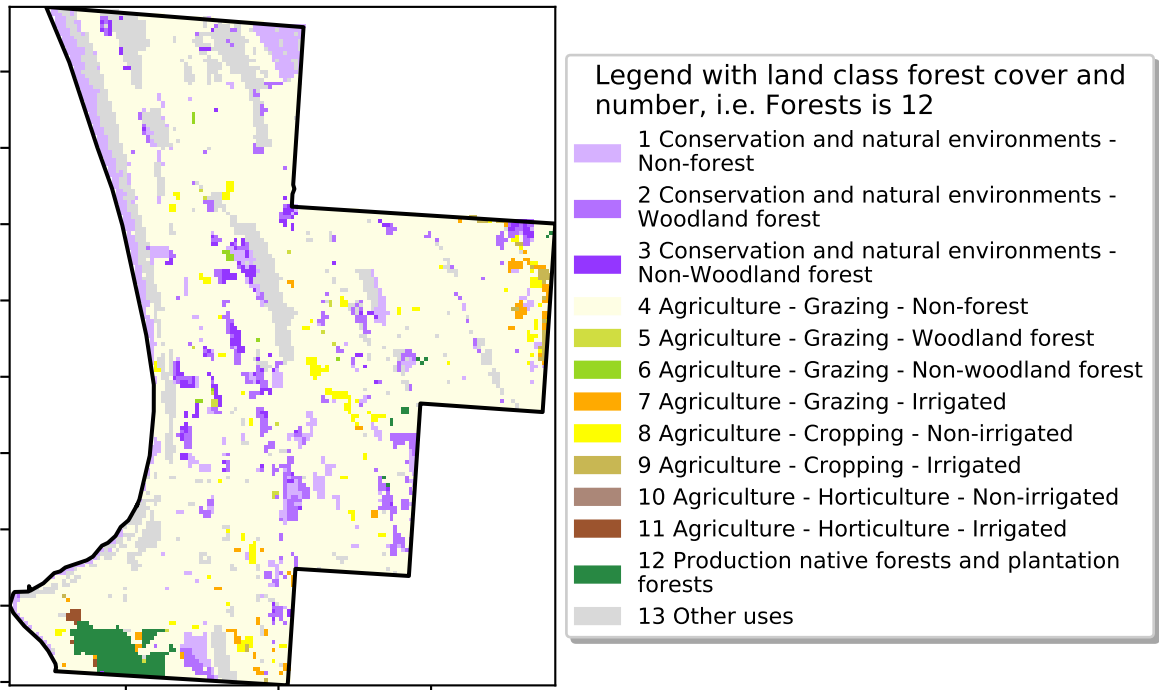 Legend with land class forest cover and
number, i.e. Forests is 12
1 Conservation and natural environments -
Non-forest
2 Conservation and natural environments -
Woodland forest
3 Conservation and natural environments -
Non-Woodland forest
4 Agriculture - Grazing - Non-forest
5 Agriculture - Grazing - Woodland forest
6 Agriculture - Grazing - Non-woodland forest
7 Agriculture - Grazing - Irrigated
8 Agriculture - Cropping - Non-irrigated
9 Agriculture - Cropping - Irrigated
10 Agriculture - Horticulture - Non-irrigated
11 Agriculture - Horticulture - Irrigated
12 Production native forests and plantation
forests
13 Other uses